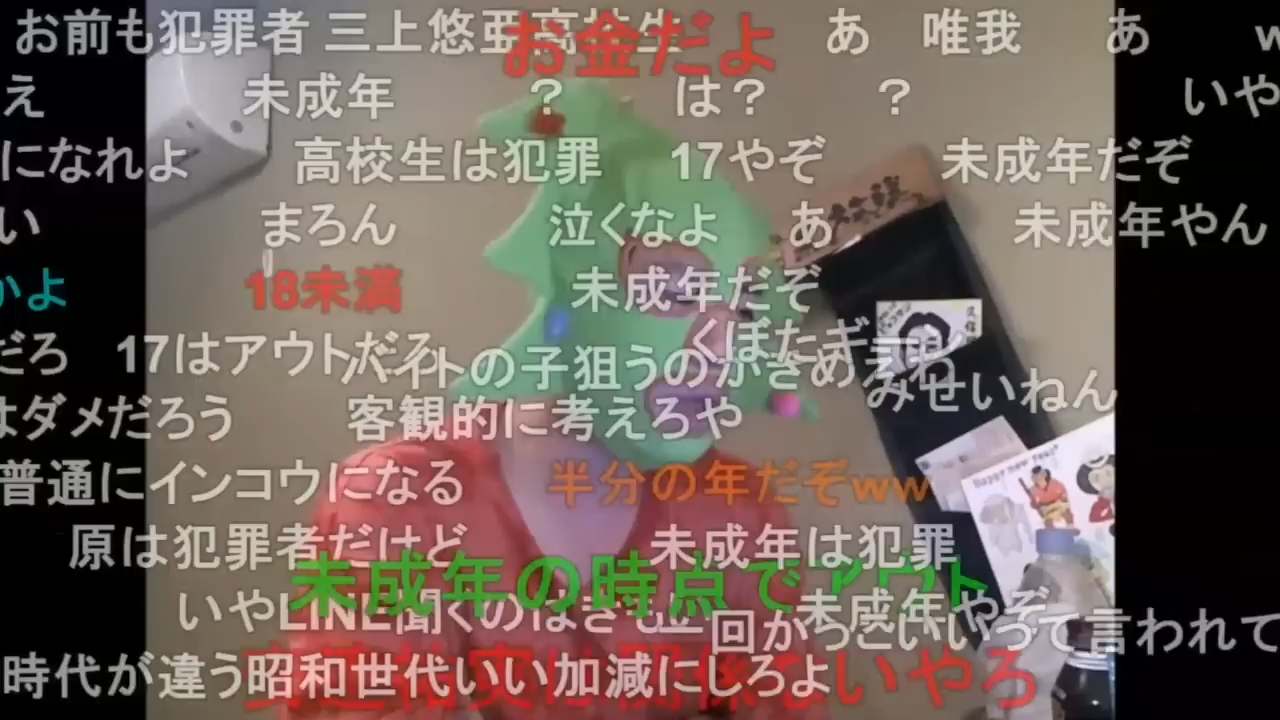 お前も犯罪者 三上悠亜高校生 お金だよ あ 唯我 あ w
え 未成年 ？ は？ ？ いや
になれよ 高校生は犯罪 17やぞ 未成年だぞ
い まろん 泣くなよ あ 未成年やん
かよ 18未満 未成年だぞ
だろ 17はアウトだろ くぼたギ
バイトの子狙うのがきめえわ みせいねん
はダメだろう 客観的に考えろや
普通にインコウになる 半分の年だぞww
Happy new Year
原は犯罪者だけど 未成年は犯罪
未成年の時点でアウト
いやLINE聞くのはきもい 未成年やぞ
一回かっこいいって言われて
時代が違う 昭和世代いい加減にしろよ いやろ